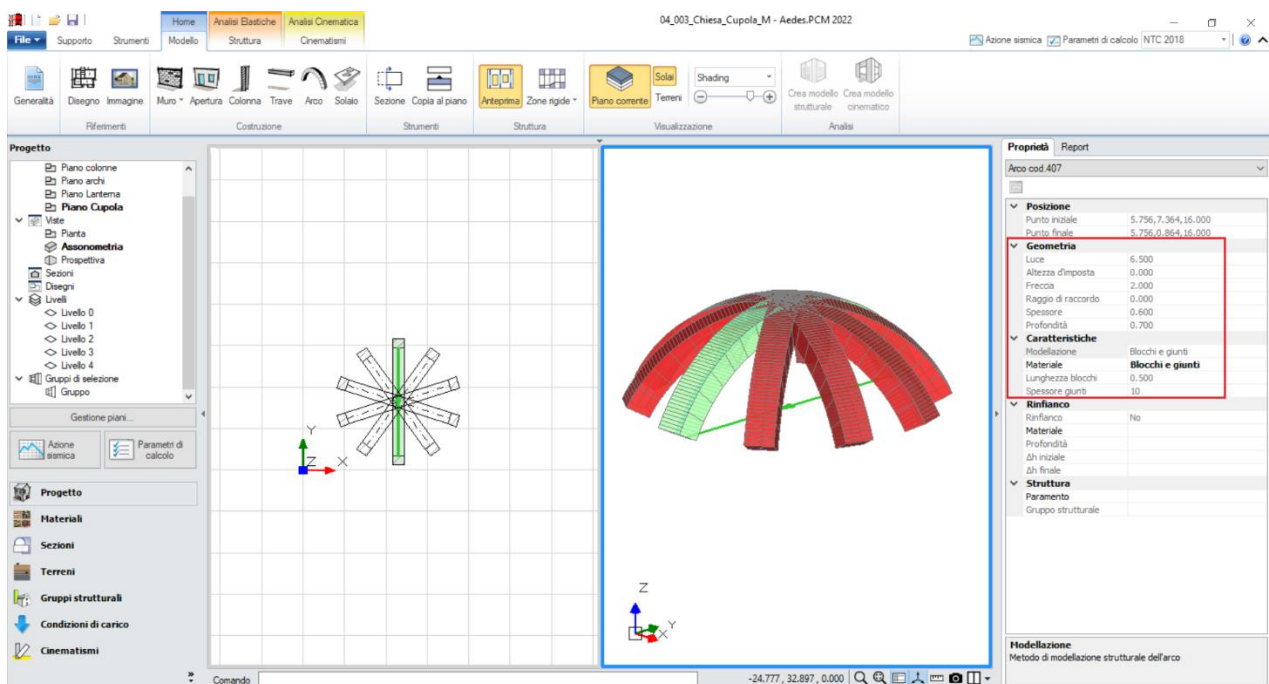 04_003_Chiesa_Cupola_M - Aedes.PCM 2022
Home
Analisi Elastiche
Analisi Cinematica
File
Supporto
Strumenti
Modello
Struttura
Cinematismi
Azione sismica
Parametri di calcolo
NTC 2018
Generalità
Disegno
Immagine
Muro
Apertura
Colonna
Trave
Arco
Solaio
Sezione
Copia al piano
Anteprima
Zone rigide
Piano corrente
Solai
Terreni
Shading
Crea modello strutturale
Crea modello cinematico
Riferimenti
Costruzione
Strumenti
Struttura
Visualizzazione
Analisi
Progetto
Piano colonne
Piano archi
Piano Lanterna
Piano Cupola
Viste
Pianta
Assonometria
Prospettiva
Sezioni
Disegni
Livelli
Livello 0
Livello 1
Livello 2
Livello 3
Livello 4
Gruppi di selezione
Gruppo
Gestione piani...
Azione sismica
Parametri di calcolo
Progetto
Materiali
Sezioni
Terreni
Gruppi strutturali
Condizioni di carico
Cinematismi
Y
Z
X
Z
Y
X
Comando
-24.777 , 32.897 , 0.000
Proprietà
Report
Arco cod.407
Posizione
Punto iniziale 5.756,7.364,16.000
Punto finale 5.756,0.864,16.000
Geometria
Luce 6.500
Altezza d'imposta 0.000
Freccia 2.000
Raggio di raccordo 0.000
Spessore 0.600
Profondità 0.700
Caratteristiche
Modellazione Blocchi e giunti
Materiale Blocchi e giunti
Lunghezza blocchi 0.500
Spessore giunti 10
Rinfianco
Rinfianco No
Materiale
Profondità
Δh iniziale
Δh finale
Struttura
Paramento
Gruppo strutturale
Modellazione
Metodo di modellazione strutturale dell'arco